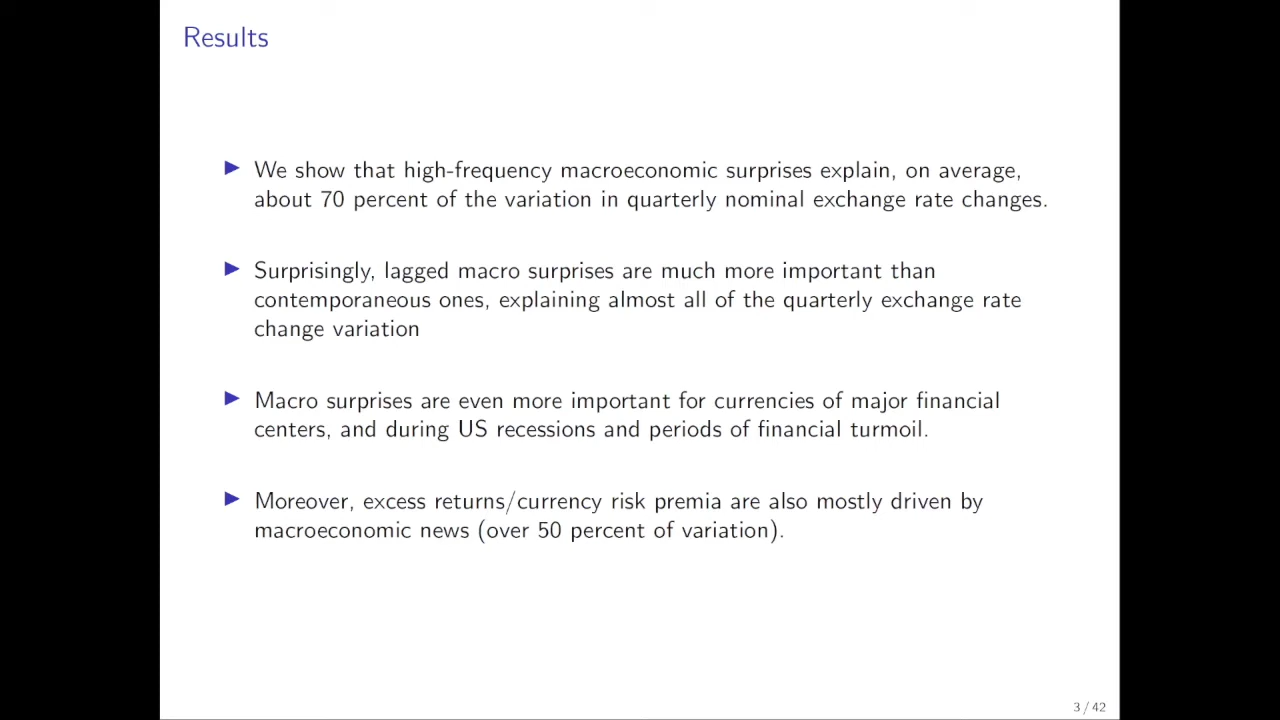 Results
▶ We show that high-frequency macroeconomic surprises explain, on average,
about 70 percent of the variation in quarterly nominal exchange rate changes.
▶ Surprisingly, lagged macro surprises are much more important than
contemporaneous ones, explaining almost all of the quarterly exchange rate
change variation
▶ Macro surprises are even more important for currencies of major financial
centers, and during US recessions and periods of financial turmoil.
▶ Moreover, excess returns/currency risk premia are also mostly driven by
macroeconomic news (over 50 percent of variation).
3 / 42